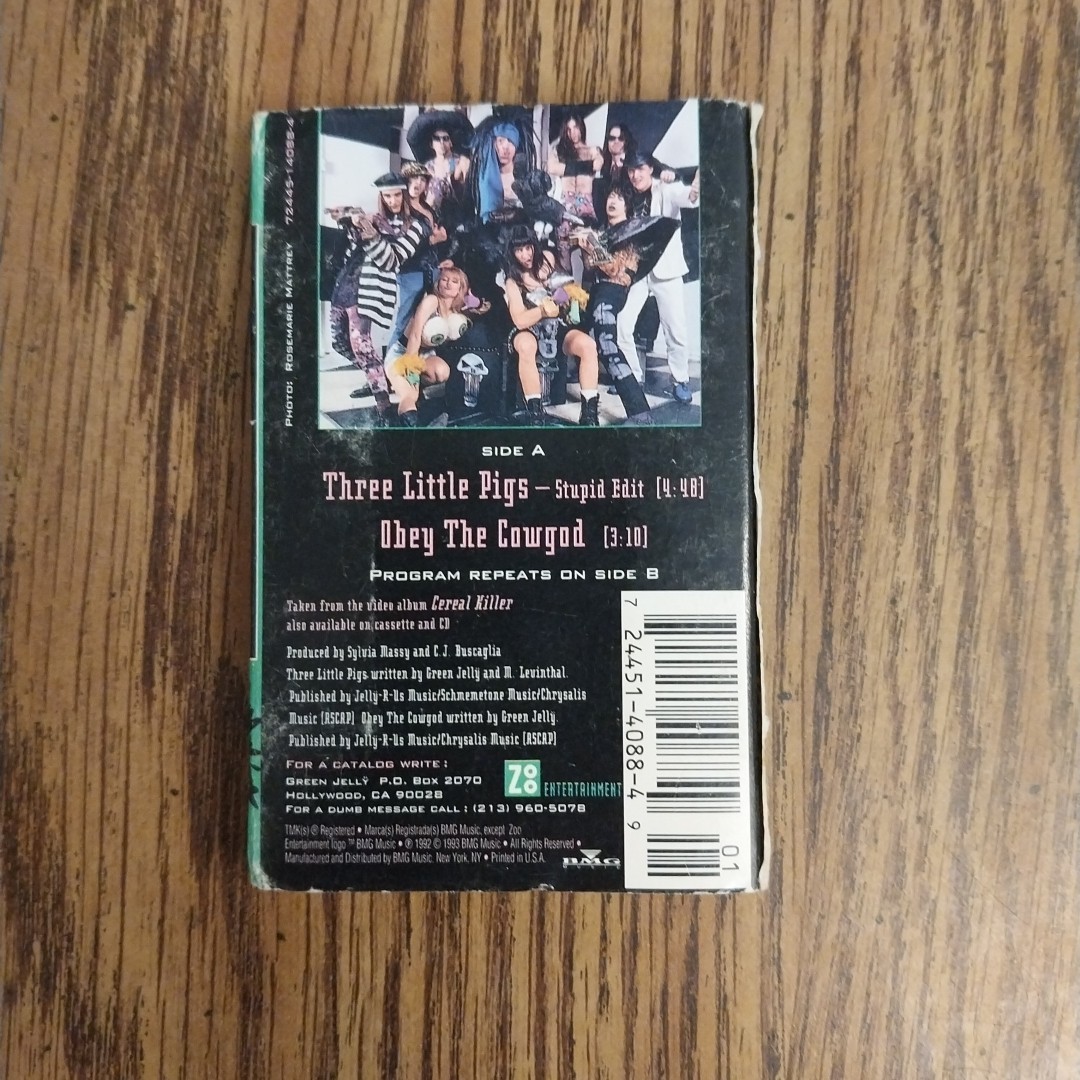 PHOTO: ROSEMARIE MATTREY 72445-14088-4
SIDE A
Three Little Pigs — Stupid Edit [4:48]
Obey The Cowgod [3:10]
PROGRAM REPEATS ON SIDE B
Taken from the video album Cereal Killer
also available on cassette and CD
Produced by Sylvia Massy and C.J. Buscaglia
Three Little Pigs written by Green Jellÿ and M. Levinthal.
Published by Jelly-R-Us Music/Schmemetone Music/Chrysalis
Music (ASCAP) Obey The Cowgod written by Green Jellÿ.
Published by Jelly-R-Us Music/Chrysalis Music (ASCAP)
FOR A CATALOG WRITE:
GREEN JELLŸ P.O. BOX 2070
HOLLYWOOD, CA 90028
FOR A DUMB MESSAGE CALL: (213) 960-5078
ZOO ENTERTAINMENT
TMK(s) ® Registered • Marca(s) Registrada(s) BMG Music, except Zoo
Entertainment logo ™ BMG Music • ℗ 1992 © 1993 BMG Music • All Rights Reserved •
Manufactured and Distributed by BMG Music, New York, NY • Printed in U.S.A.
BMG
7 24451-4088-4 9
01